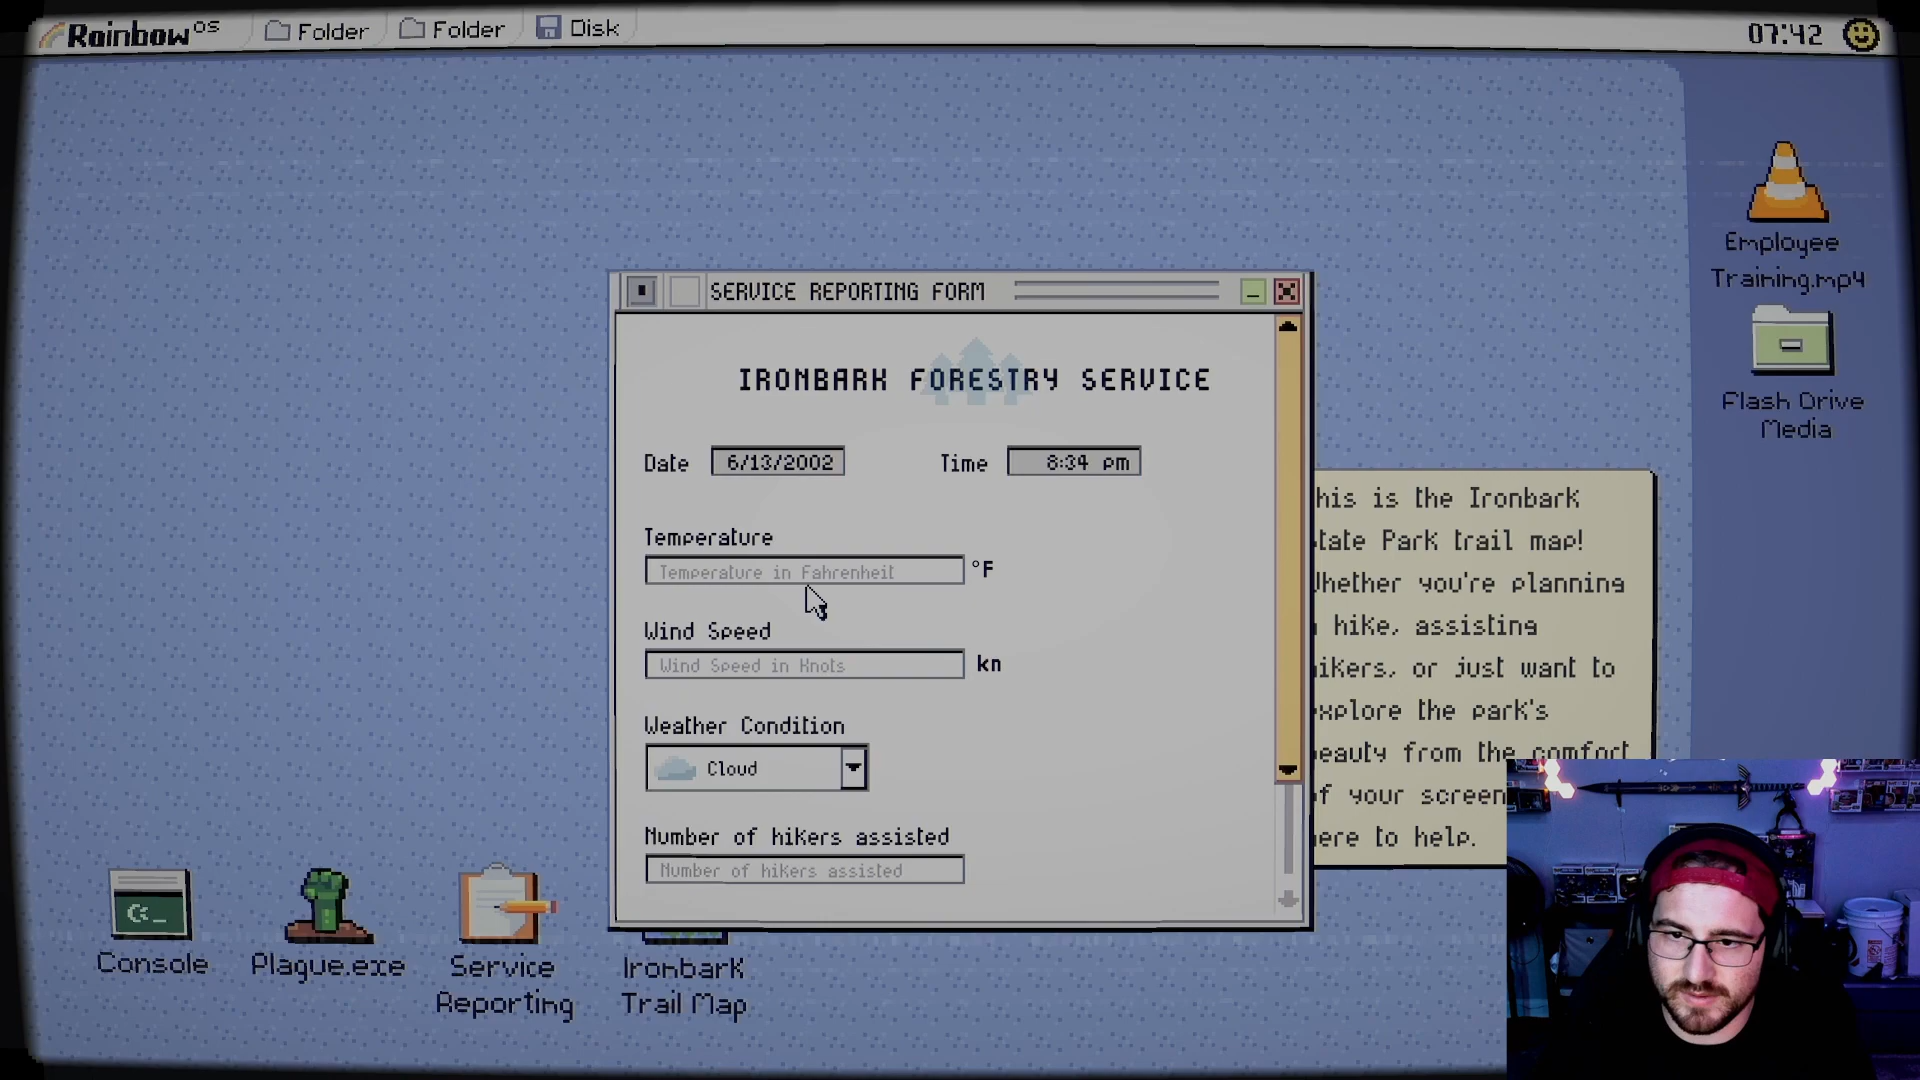 Rainbow OS
Folder
Folder
Disk
07:42
Employee
Training.mp4
Flash Drive
Media
SERVICE REPORTING FORM
IRONBARK FORESTRY SERVICE
Date 6/13/2002 Time 8:34 pm
Temperature
Temperature in Fahrenheit °F
Wind Speed
Wind Speed in Knots kn
Weather Condition
Cloud
Number of hikers assisted
Number of hikers assisted
his is the Ironbark
tate Park trail map!
hether you're planning
hike, assisting
ikers, or just want to
xplore the park's
eauty from the comfort
f your screen
ere to help.
C:_
Console
Plague.exe
Service
Reporting
Ironbark
Trail Map